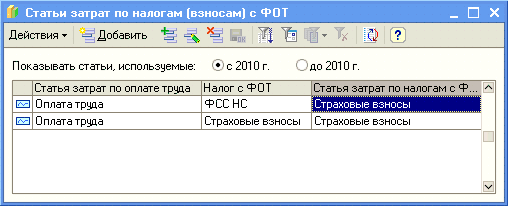 Статьи затрат по налогам (взносам) с ФОТ
Действия Добавить ?
Показывать статьи, используемые: с 2010 г. до 2010 г.
Статья затрат по оплате труда Налог с ФОТ Статья затрат по налогам с Ф...
Оплата труда ФСС НС Страховые взносы
Оплата труда Страховые взносы Страховые взносы